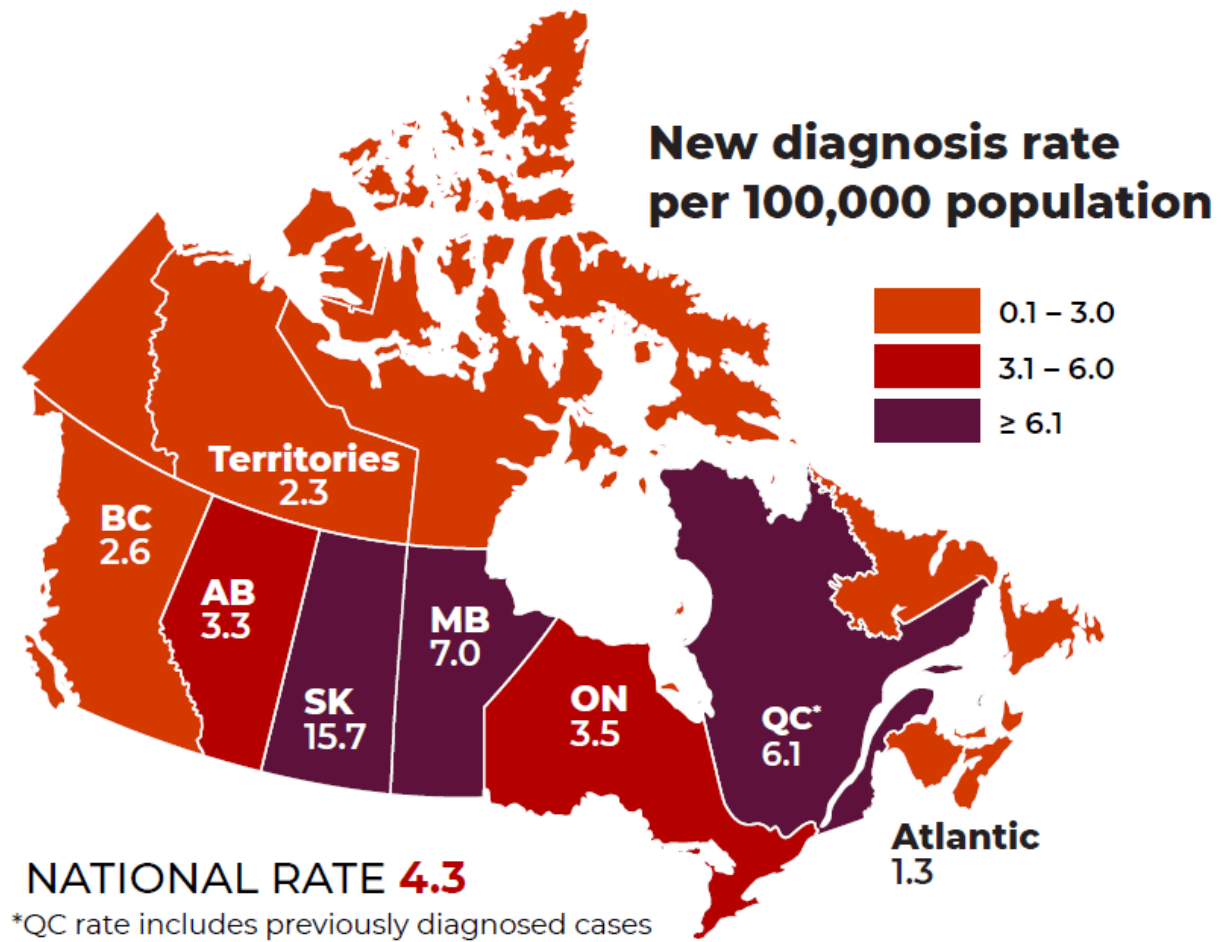 New diagnosis rate
per 100,000 population
0.1 – 3.0
3.1 – 6.0
≥ 6.1
Territories
2.3
BC
2.6
AB
3.3
SK
15.7
MB
7.0
ON
3.5
QC*
6.1
Atlantic
1.3
NATIONAL RATE 4.3
*QC rate includes previously diagnosed cases